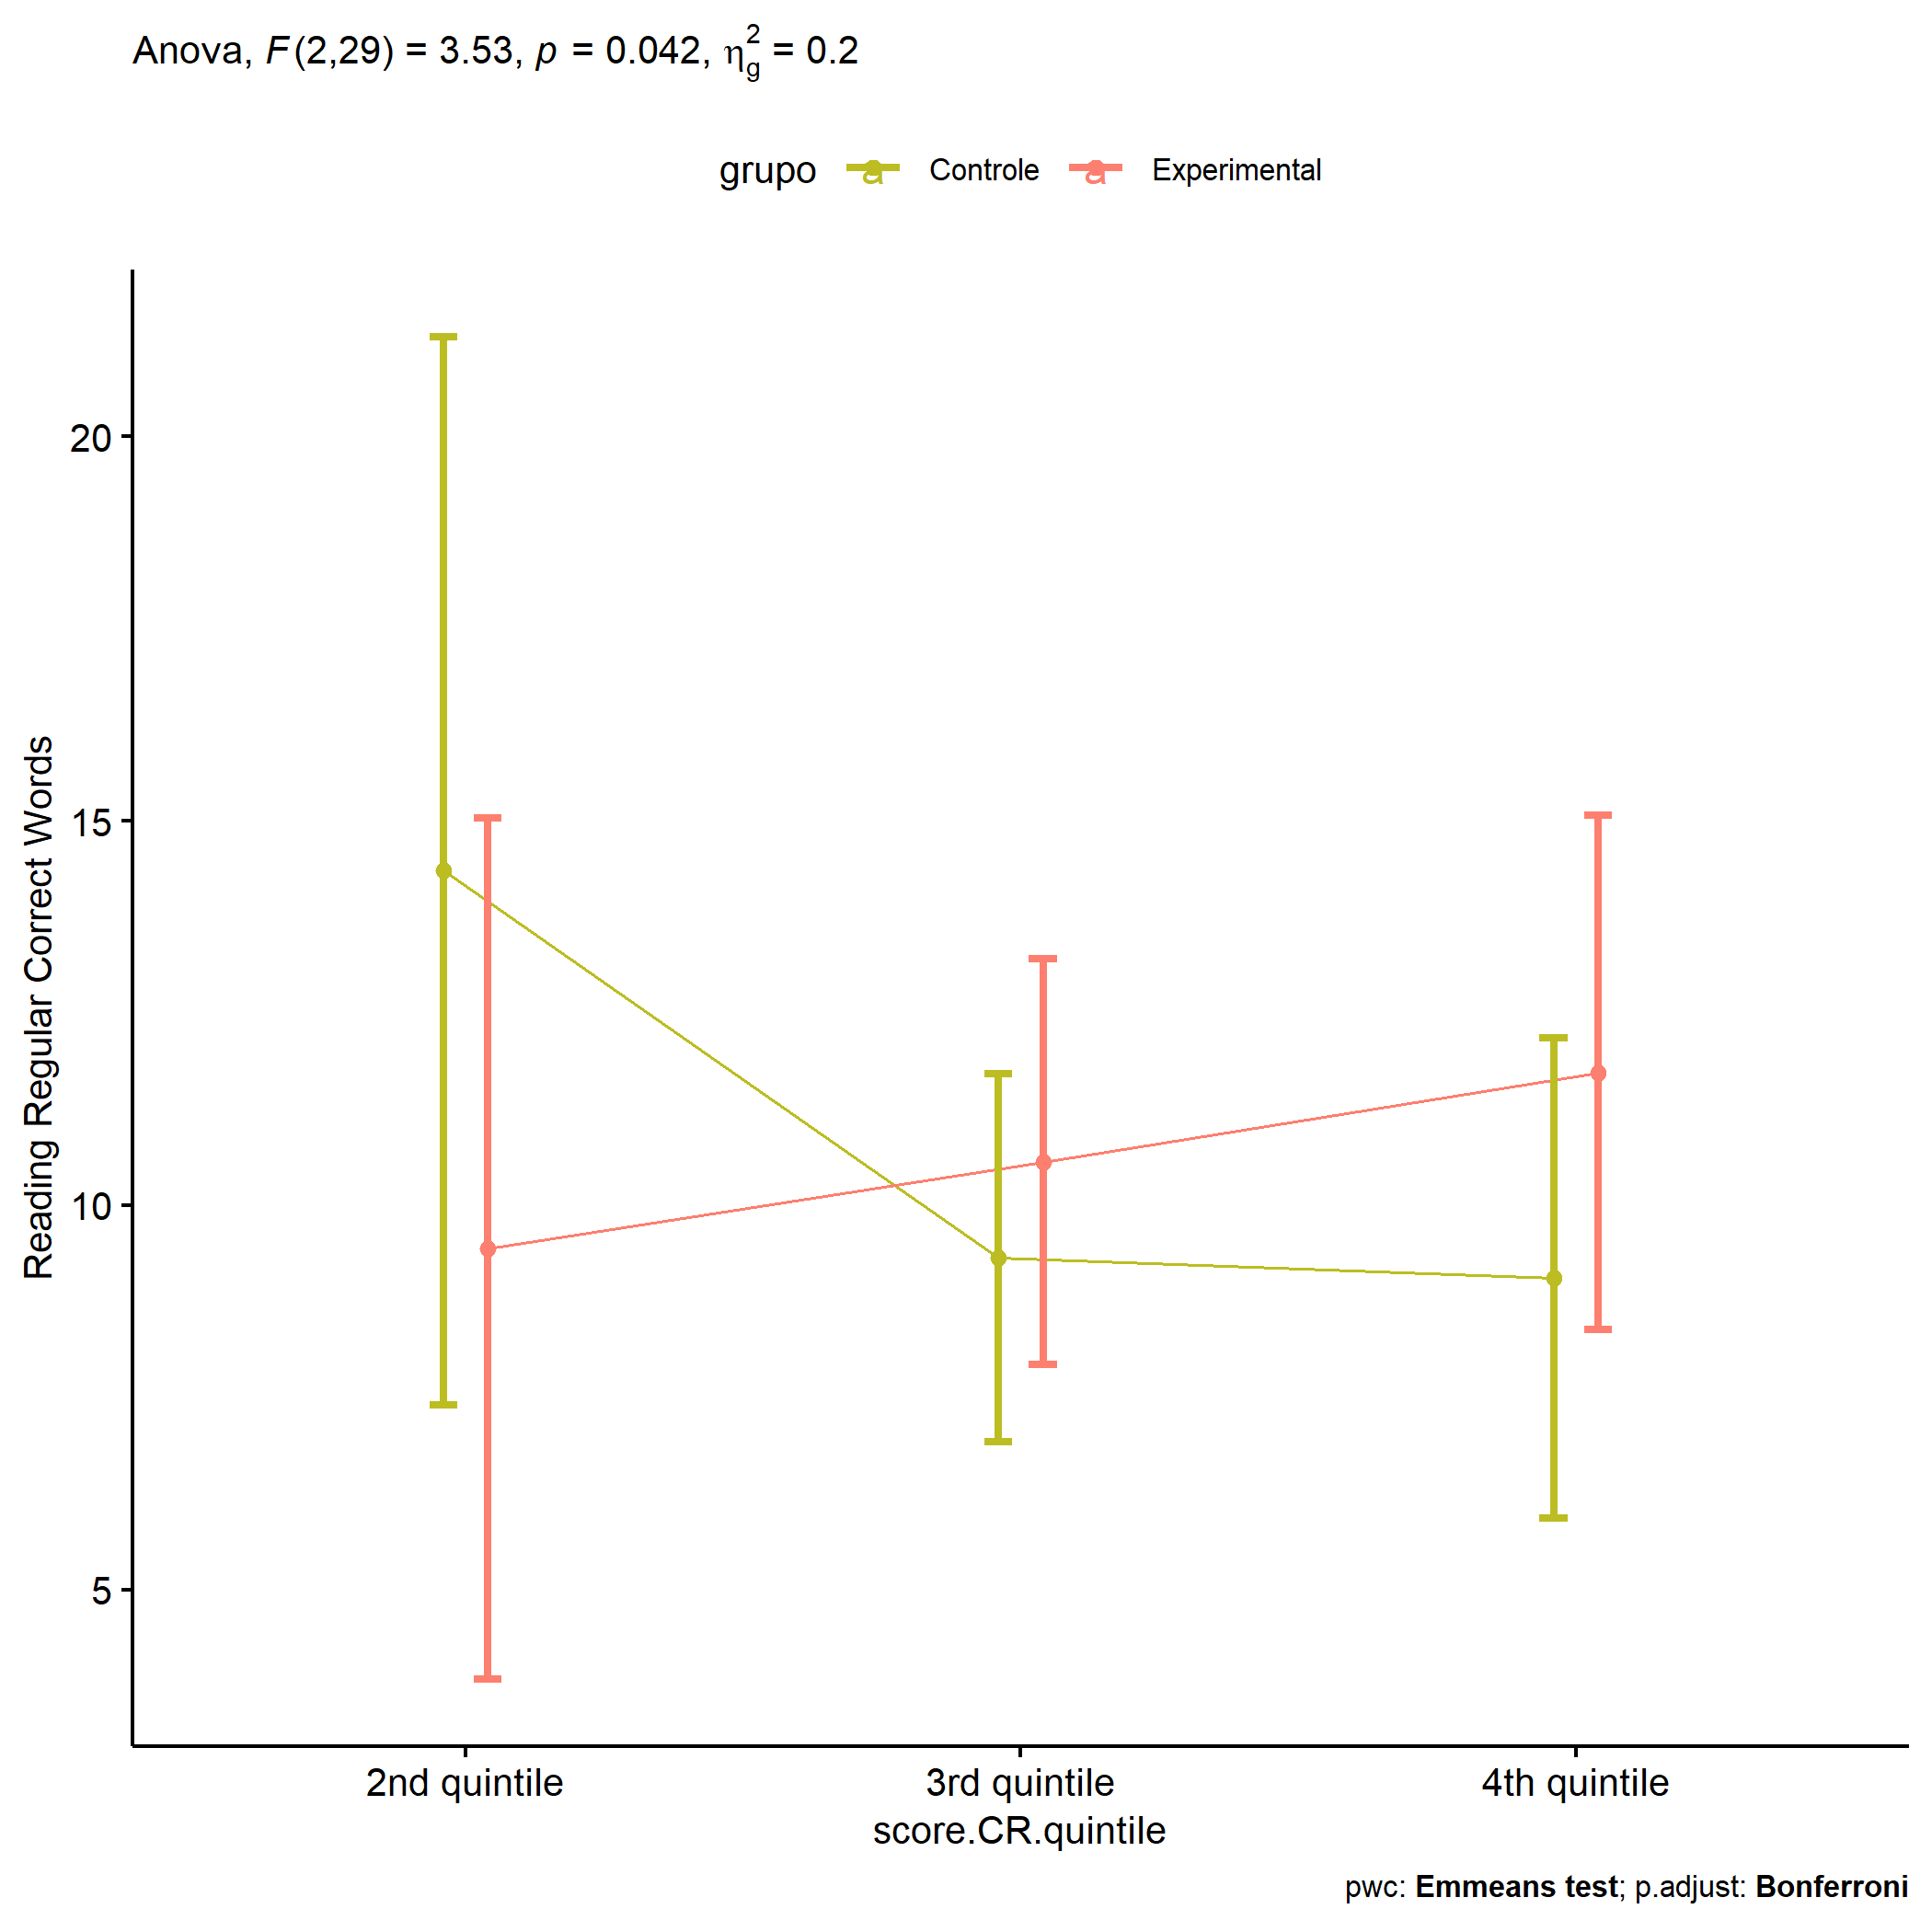 Anova, F(2,29) = 3.53, p = 0.042, η²g = 0.2
grupo a Controle a Experimental
Reading Regular Correct Words
20
15
10
5
2nd quintile 3rd quintile 4th quintile
score.CR.quintile
pwc: Emmeans test; p.adjust: Bonferroni